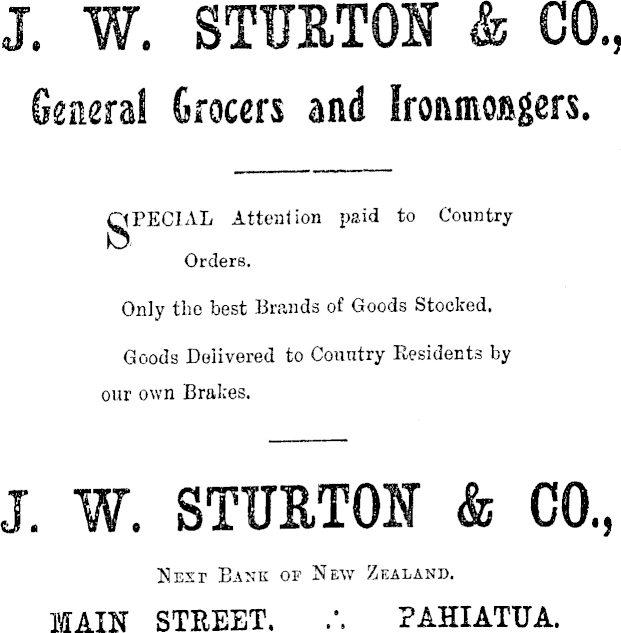 J. W. STURTON & CO.,
General Grocers and Ironmongers.
SPECIAL Attention paid to Country
Orders.
Only the best Brands of Goods Stocked.
Goods Delivered to Country Residents by
our own Brakes.
J. W. STURTON & CO.,
NEXT BANK OF NEW ZEALAND.
MAIN STREET. ∴ PAHIATUA.